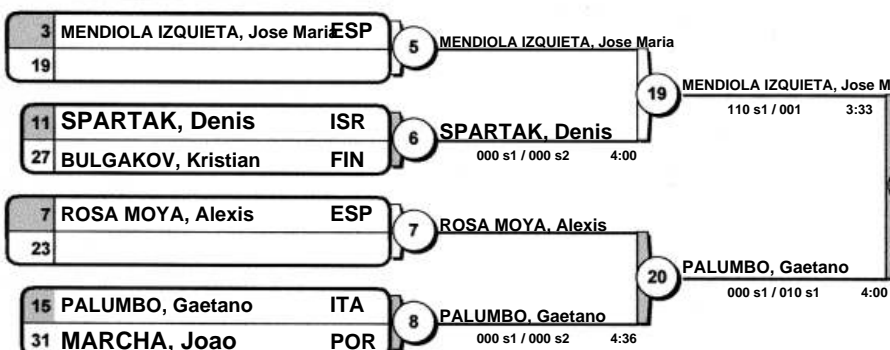 3 MENDIOLA IZQUIETA, Jose Maria ESP
19
5
MENDIOLA IZQUIETA, Jose Maria
19
MENDIOLA IZQUIETA, Jose M
110 s1 / 001 3:33
11 SPARTAK, Denis ISR
27 BULGAKOV, Kristian FIN
6
SPARTAK, Denis
000 s1 / 000 s2 4:00
7 ROSA MOYA, Alexis ESP
23
7
ROSA MOYA, Alexis
20
PALUMBO, Gaetano
000 s1 / 010 s1 4:00
15 PALUMBO, Gaetano ITA
31 MARCHA, Joao POR
8
PALUMBO, Gaetano
000 s1 / 000 s2 4:36